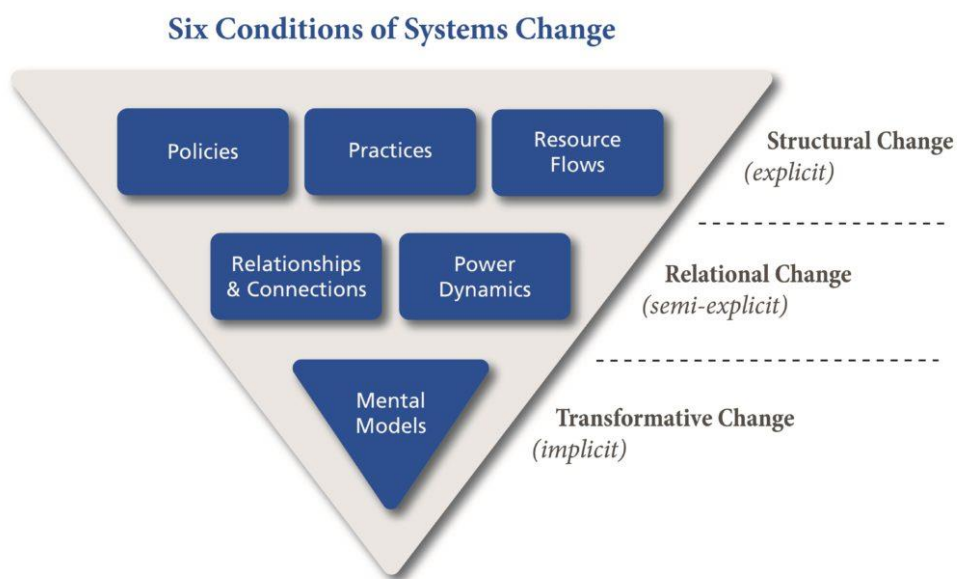 Six Conditions of Systems Change
Policies
Practices
Resource
Flows
Structural Change
(explicit)
Relationships
& Connections
Power
Dynamics
Relational Change
(semi-explicit)
Mental
Models
Transformative Change
(implicit)